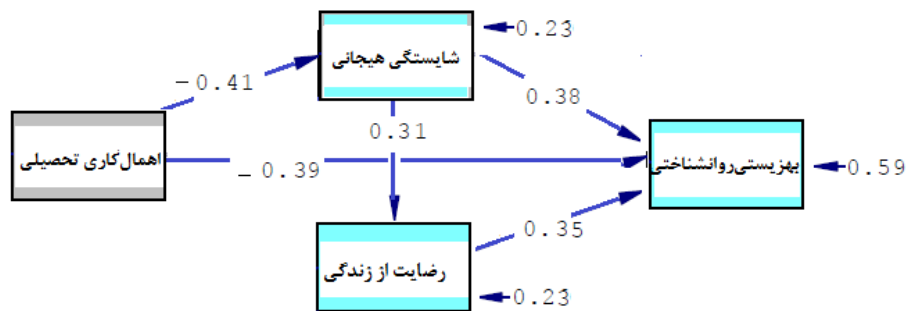 0.23
شایستگی هیجانی
− 0.41
0.38
اهمال‌کاری تحصیلی
0.31
− 0.39
بهزیستی‌روانشناختی
0.59
0.35
رضایت از زندگی
0.23